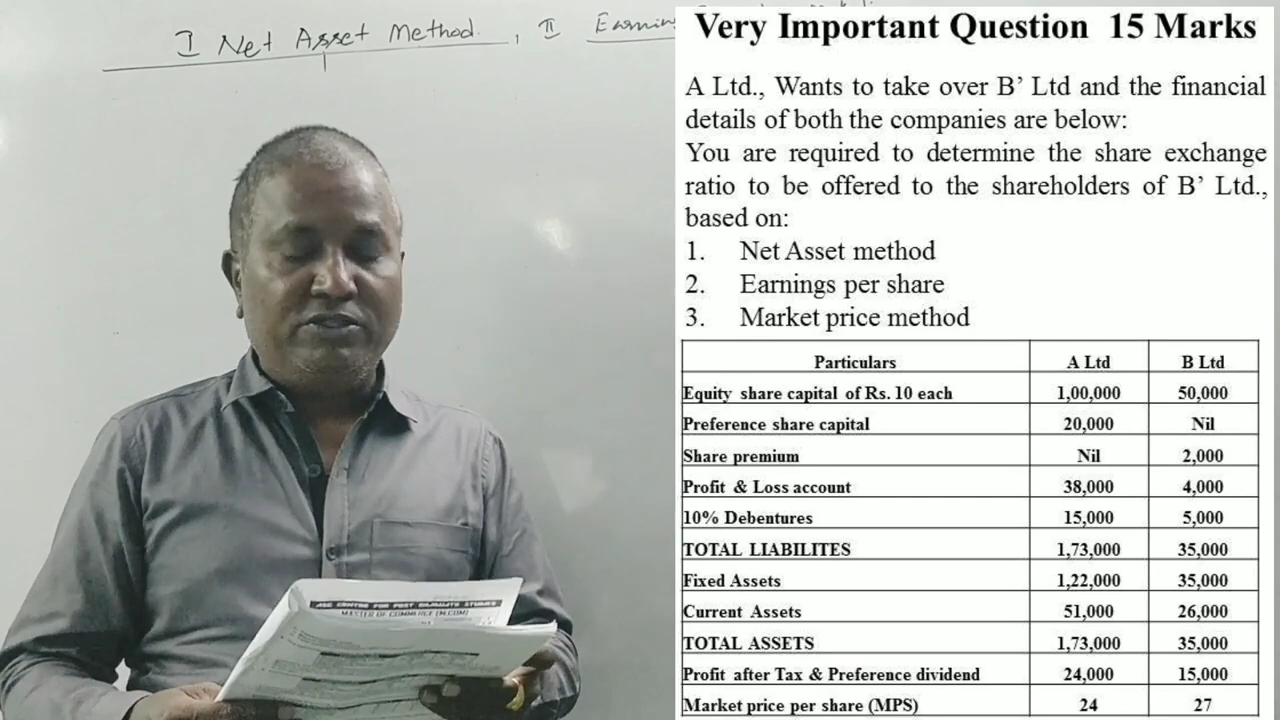 I Net Asset Method. , II
Very Important Question 15 Marks
A Ltd., Wants to take over B’ Ltd and the financial
details of both the companies are below:
You are required to determine the share exchange
ratio to be offered to the shareholders of B’ Ltd.,
based on:
1. Net Asset method
2. Earnings per share
3. Market price method
Particulars A Ltd B Ltd
Equity share capital of Rs. 10 each 1,00,000 50,000
Preference share capital 20,000 Nil
Share premium Nil 2,000
Profit & Loss account 38,000 4,000
10% Debentures 15,000 5,000
TOTAL LIABILITES 1,73,000 35,000
Fixed Assets 1,22,000 35,000
Current Assets 51,000 26,000
TOTAL ASSETS 1,73,000 35,000
Profit after Tax & Preference dividend 24,000 15,000
Market price per share (MPS) 24 27
MASTER OF COMMERCE (M.COM)